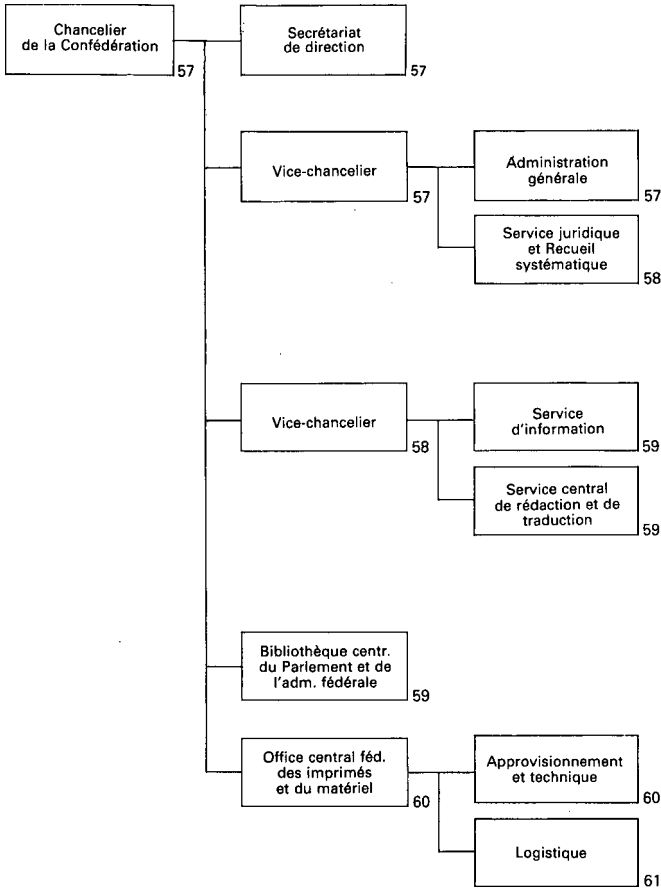 Chancelier
de la Confédération
57
Secrétariat
de direction
57
Vice-chancelier
57
Administration
générale
57
Service juridique
et Recueil
systématique
58
Vice-chancelier
58
Service
d'information
59
Service central
de rédaction et de
traduction
59
Bibliothèque centr.
du Parlement et de
l'adm. fédérale
59
Office central féd.
des imprimés
et du matériel
60
Approvisionnement
et technique
60
Logistique
61